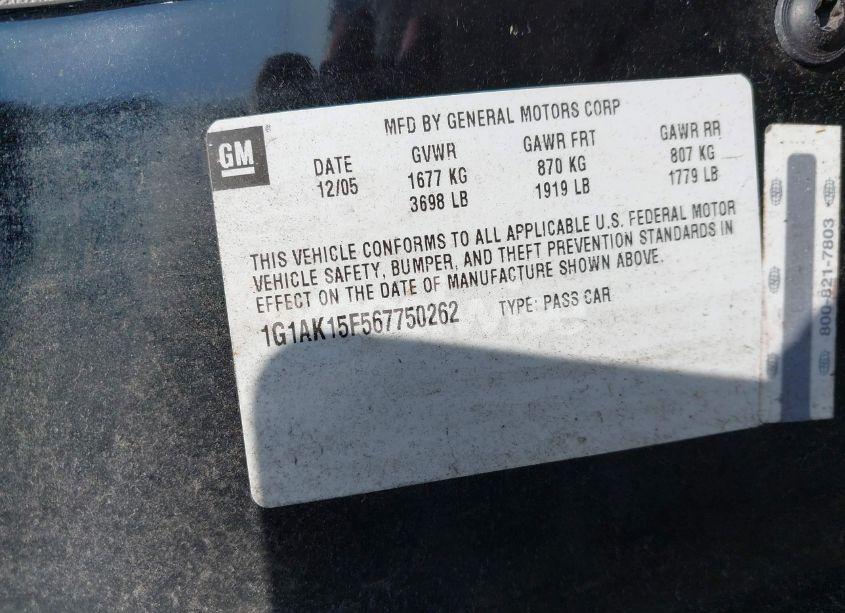 MFD BY GENERAL MOTORS CORP
GM
®
DATE GVWR GAWR FRT GAWR RR
12/05 1677 KG 870 KG 807 KG
3698 LB 1919 LB 1779 LB
THIS VEHICLE CONFORMS TO ALL APPLICABLE U.S. FEDERAL MOTOR
VEHICLE SAFETY, BUMPER, AND THEFT PREVENTION STANDARDS IN
EFFECT ON THE DATE OF MANUFACTURE SHOWN ABOVE.
1G1AK15F567750262 TYPE: PASS CAR
800-821-7803